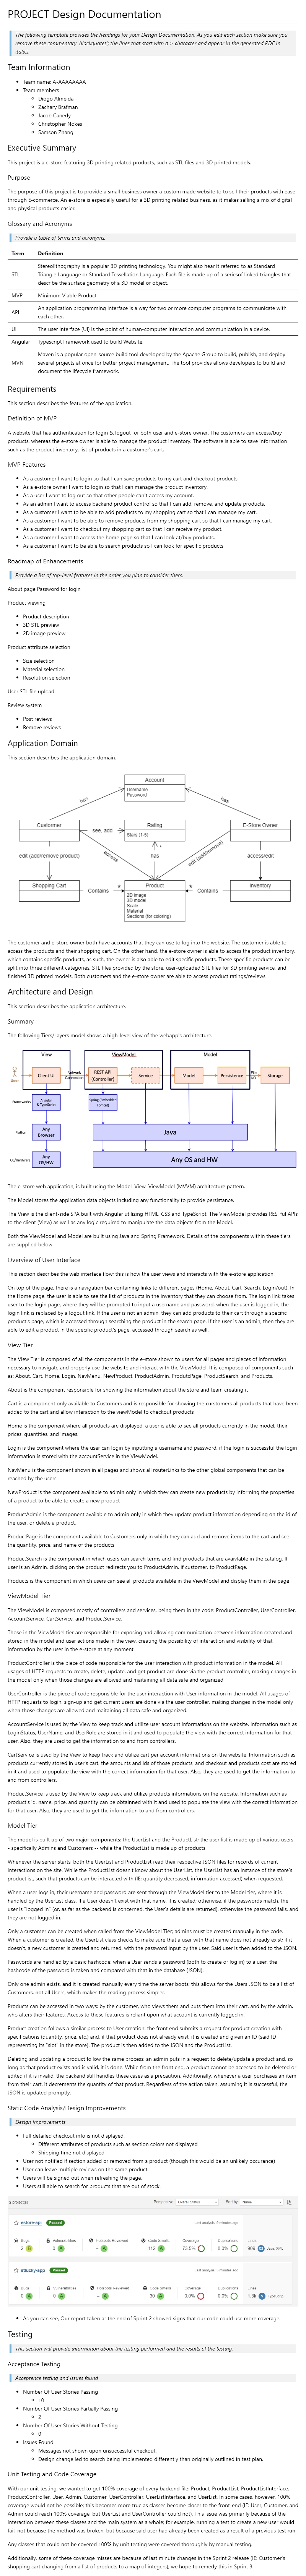 PROJECT Design Documentation
The following template provides the headings for your Design Documentation. As you edit each section make sure you
remove these commentary 'blockquotes'; the lines that start with a > character and appear in the generated PDF in
italics.
Team Information
Team name: A-AAAAAAAA
Team members
Diogo Almeida
Zachary Brafman
Jacob Canedy
Christopher Nokes
Samson Zhang
Executive Summary
This project is a e-store featuring 3D printing related products, such as STL files and 3D printed models.
Purpose
The purpose of this project is to provide a small business owner a custom made website to to sell their products with ease
through E-commerce. An e-store is especially useful for a 3D printing related business, as it makes selling a mix of digital
and physical products easier.
Glossary and Acronyms
Provide a table of terms and acronyms.
Term Definition
STL Stereolithography is a popular 3D printing technology. You might also hear it referred to as Standard
Triangle Language or Standard Tessellation Language. Each file is made up of a series of linked triangles that
describe the surface geometry of a 3D model or object.
MVP Minimum Viable Product
API An application programming interface is a way for two or more computer programs to communicate with
each other.
UI The user interface (UI) is the point of human-computer interaction and communication in a device.
Angular Typescript Framework used to build Website.
MVN Maven is a popular open-source build tool developed by the Apache Group to build, publish, and deploy
several projects at once for better project management. The tool provides allows developers to build and
document the lifecycle framework.
Requirements
This section describes the features of the application.
Definition of MVP
A website that has authentication for login & logout for both user and e-store owner. The customers can access/buy
products, whereas the e-store owner is able to manage the product inventory. The software is able to save information
such as the product inventory, list of products in a customer's cart.
MVP Features
As a customer I want to login so that I can save products to my cart and checkout products.
As a e-store owner I want to login so that I can manage the product inventory.
As a user I want to log out so that other people can't access my account.
As an admin I want to access backend product control so that I can add, remove, and update products.
As a customer I want to be able to add products to my shopping cart so that I can manage my cart.
As a customer I want to be able to remove products from my shopping cart so that I can manage my cart.
As a customer I want to checkout my shopping cart so that I can receive my product.
As a customer I want to access the home page so that I can look at/buy products.
As a customer I want to be able to search products so I can look for specific products.
Roadmap of Enhancements
Provide a list of top-level features in the order you plan to consider them.
About page Password for login
Product viewing
Product description
3D STL preview
2D image preview
Product attribute selection
Size selection
Material selection
Resolution selection
User STL file upload
Review system
Post reviews
Remove reviews
Application Domain
This section describes the application domain.
Account
Username
Password
has
has
Custormer
see, add
Rating
Stars (1-5)
E-Store Owner
edit (add/remove product)
access
has
edit (add/remove)
access/edit
Shopping Cart
Contains
Product
2D image
3D model
Scale
Material
Sections (for coloring)
Contains
Inventory
The customer and e-store owner both have accounts that they can use to log into the website. The customer is able to
access the products and their shopping cart. On the other hand, the e-store owner is able to access the product inventory,
which contains specific products, as such, the owner is also able to edit specific products. These specific products can be
split into three different categories, STL files provided by the store, user-uploaded STL files for 3D printing service, and
finished 3D printed models. Both customers and the e-store owner are able to access product ratings/reviews.
Architecture and Design
This section describes the application architecture.
Summary
The following Tiers/Layers model shows a high-level view of the webapp's architecture.
View
ViewModel
Model
User
Client UI
Network
Connection
REST API
(Controller)
Service
Model
Persistence
File
I/O
Storage
Frameworks
Angular
& TypeScript
Spring (Embedded
Tomcat)
Platform
Any
Browser
Java
OS/Hardware
Any
OS/HW
Any OS and HW
The e-store web application, is built using the Model–View–ViewModel (MVVM) architecture pattern.
The Model stores the application data objects including any functionality to provide persistance.
The View is the client-side SPA built with Angular utilizing HTML, CSS and TypeScript. The ViewModel provides RESTful APIs
to the client (View) as well as any logic required to manipulate the data objects from the Model.
Both the ViewModel and Model are built using Java and Spring Framework. Details of the components within these tiers
are supplied below.
Overview of User Interface
This section describes the web interface flow; this is how the user views and interacts with the e-store application.
On top of the page, there is a navigation bar containing links to different pages (Home, About, Cart, Search, Login/out). In
the Home page, the user is able to see the list of products in the inventory that they can choose from. The login link takes
user to the login page, where they will be prompted to input a username and password, when the user is logged in, the
login link is replaced by a logout link. If the user is not an admin, they are able to add products to their cart through the
product's page, which is accessed through searching the product in the search page. If the user is an admin, then they are
able to edit a product in the specific product's page, accessed through search as well.
View Tier
The View Tier is composed of all the components in the e-store shown to users for all pages and pieces of information
necessary to navigate and properly use the website and interact with the ViewModel. It is composed of components such
as: About, Cart, Home, Login, NavMenu, NewProduct, ProductAdmin, ProductPage, ProductSearch, and Products.
About is the component responsible for showing the information about the store and team creating it
Cart is a component only available to Customers and is responsible for showing the customers all products that have been
added to the cart and allow interaction to the viewModel to checkout products
Home is the component where all products are displayed, a user is able to see all products currently in the model, their
prices, quantities, and images.
Login is the component where the user can login by inputting a username and password, if the login is successful the
information is stored with the accountService in the ViewModel.
NavMenu is the component shown in all pages and shows all routerLinks to the other global components that can be
reached by the users
NewProduct is the component available to admin only in which they can create new products by informing the properties
of a product to be able to create a new product
ProductAdmin is the component available to admin only in which they update product information depending on the id of
the user, or delete a product.
ProductPage is the component available to Customers only in which they can add and remove items to the cart and see
the quantity, price, and name of the products
ProductSearch is the component in which users can search items and find products that are available in the catalog. If
user is an Admin, clicking on the product redirects you to ProductAdmin, if customer, to ProductPage.
Products is the component in which users can see all products available in the ViewModel and display them in the page
ViewModel Tier
The ViewModel is composed mostly of controllers and services, being them in the code: ProductController, UserController,
AccountService, CartService, and ProductService.
Those in the ViewModel tier are responsible for exposing and allowing communication between information created and
stored in the model and user actions made in the view, creating the possibility of interaction and visibility of that
information by the user in the e-store at any moment.
ProductController is the piece of code responsible for the user interaction with product information in the model. All
usages of HTTP requests to create, delete, update, and get product are done via the product controller, making changes in
the model only when those changes are allowed and maitaining all data safe and organized.
UserController is the piece of code responsible for the user interaction with User information in the model. All usages of
HTTP requests to login, sign-up and get current users are done via the user controller, making changes in the model only
when those changes are allowed and maitaining all data safe and organized.
AccountService is used by the View to keep track and utilize user account informations on the website. Information as
LoginStatus, UserName, and UserRole are stored in it and used to populate the view with the correct information for that
user. Also, they are used to get the information to and from controllers.
CartService is used by the View to keep track and utilize cart per account informations on the website. Information such as
products currently stored in user's cart, the amounts and ids of those products, and checkout and products are stored in
it and used to populate the view with the correct information for that user. Also, they are used to get the information to
and from controllers.
ProductService is used by the View to keep track and utilize products informations on the website. Information such as
product's id, name, price, and quantity can be obtained with it and used to populate the view with the correct information
for that user. Also, they are used to get the information to and from controllers.
Model Tier
The model is built up of two major components: the UserList and the ProductList; the user list is made up of various users -
- specifically Admins and Customers -- while the ProductList is made up of products.
Whenever the server starts, both the UserList and ProductList read their respective JSON files for records of current
interactions on the site. While the ProductList doesn't know about the UserList, the UserList has an instance of the store's
productlist, such that products can be interacted with (IE: quantity decreased, information accessed) when requested.
When a user logs in, their username and password are sent through the ViewModel tier to the Model tier, where it is
handled by the UserList class. If a User doesn't exist with that name, it is created; otherwise, if the passwords match, the
user is "logged in" (or, as far as the backend is concerned, the User's details are returned), otherwise the password fails, and
they are not logged in.
Only a customer can be created when called from the ViewModel Tier; admins must be created manually in the code.
When a customer is created, the UserList class checks to make sure that a user with that name does not already exist; if it
doesn't, a new customer is created and returned, with the password input by the user. Said user is then added to the JSON.
Passwords are handled by a basic hashcode; when a User sends a password (both to create or log in) to a user, the
hashcode of the password is taken and compared with that in the database (JSON).
Only one admin exists, and it is created manually every time the server boots; this allows for the Users JSON to be a list of
Customers, not all Users, which makes the reading process simpler.
Products can be accessed in two ways: by the customer, who views them and puts them into their cart, and by the admin,
who alters their features. Access to these features is reliant upon what account is currently logged in.
Product creation follows a similar process to User creation; the front end submits a request for product creation with
specifications (quantity, price, etc.) and, if that product does not already exist, it is created and given an ID (said ID
representing its "slot" in the store). The product is then added to the JSON and the ProductList.
Deleting and updating a product follow the same process; an admin puts in a request to delete/update a product and, so
long as that product exists and is valid, it is done. While from the front end, a product cannot be accessed to be deleted or
edited if it is invalid, the backend still handles these cases as a precaution. Additionally, whenever a user purchases an item
from their cart, it decrements the quantity of that product. Regardless of the action taken, assuming it is successful, the
JSON is updated promptly.
Static Code Analysis/Design Improvements
Design Improvements
Full detailed checkout info is not displayed.
Different attributes of products such as section colors not displayed
Shipping time not displayed
User not notified if section added or removed from a product (though this would be an unlikely occurance)
User can leave multiple reviews on the same product.
Users will be signed out when refreshing the page.
Users still able to search for products that are out of stock.
2 project(s)
Perspective: Overall Status
Sort by: Name
estore-api Passed
Last analysis: 9 minutes ago
Bugs Vulnerabilities Hotspots Reviewed Code Smells Coverage Duplications Lines
A A 112 A 73.5% 0.0% 909
situcky-app Passed
Bugs Vulnerabilities Hotspots Reviewed Code Smells Coverage Duplications Lines
0 A 0 A A 30 A 0.0% 0.0% 1.3k
As you can see, Our report taken at the end of Sprint 2 showed signs that our code could use more coverage.
Testing
This section will provide information about the testing performed and the results of the testing.
Acceptance Testing
Acceptance testing and Issues found
Number Of User Stories Passing
10
Number Of User Stories Partially Passing
2
Number Of User Stories Without Testing
0
Issues Found
Messages not shown upon unsuccessful checkout.
Design change led to search being implemented differently than originally outlined in test plan.
Unit Testing and Code Coverage
With our unit testing, we wanted to get 100% coverage of every backend file: Product, ProductList, ProductListInterface,
ProductController, User, Admin, Customer, UserController, UserListInterface, and UserList. In some cases, however, 100%
coverage would not be possible; this becomes more true as classes become closer to the front-end (IE: User, Customer, and
Admin could reach 100% coverage, but UserList and UserController could not). This issue was primarily because of the
interaction between these classes and the main system as a whole; for example, running a test to create a new user would
fail, not because the method was broken, but because said user had already been created as a result of a previous test run.
Any classes that could not be covered 100% by unit testing were covered thoroughly by manual testing.
Additionally, some of these coverage misses are because of last minute changes in the Sprint 2 release (IE: Customer's
shopping cart changing from a list of products to a map of integers); we hope to remedy this in Sprint 3.